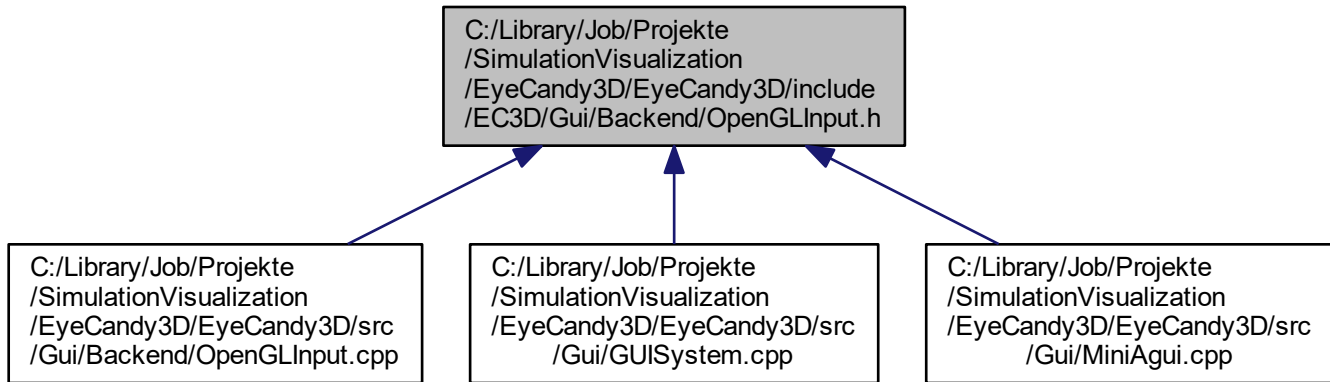 C:/Library/Job/Projekte
/SimulationVisualization
/EyeCandy3D/EyeCandy3D/include
/EC3D/Gui/Backend/OpenGLInput.h
C:/Library/Job/Projekte
/SimulationVisualization
/EyeCandy3D/EyeCandy3D/src
/Gui/Backend/OpenGLInput.cpp
C:/Library/Job/Projekte
/SimulationVisualization
/EyeCandy3D/EyeCandy3D/src
/Gui/GUISystem.cpp
C:/Library/Job/Projekte
/SimulationVisualization
/EyeCandy3D/EyeCandy3D/src
/Gui/MiniAgui.cpp